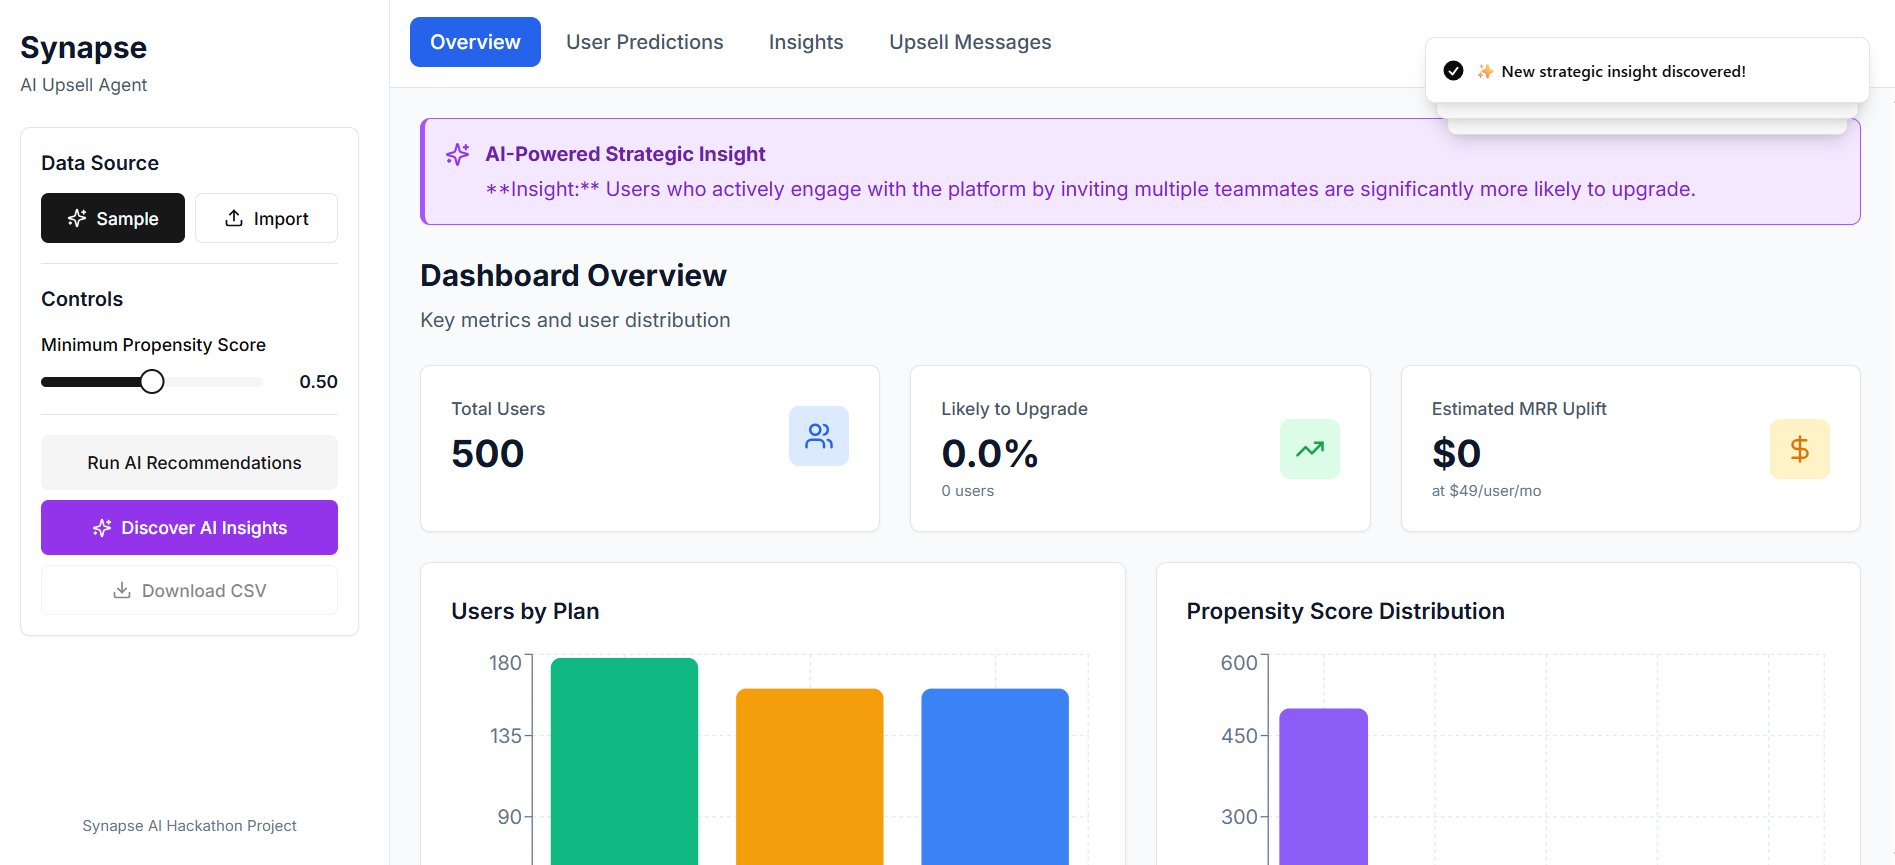 Synapse
AI Upsell Agent
Data Source
Sample
Import
Controls
Minimum Propensity Score
0.50
Run AI Recommendations
Discover AI Insights
Download CSV
Synapse AI Hackathon Project
Overview
User Predictions
Insights
Upsell Messages
✨ New strategic insight discovered!
AI-Powered Strategic Insight
**Insight:** Users who actively engage with the platform by inviting multiple teammates are significantly more likely to upgrade.
Dashboard Overview
Key metrics and user distribution
Total Users
500
Likely to Upgrade
0.0%
0 users
Estimated MRR Uplift
$0
at $49/user/mo
Users by Plan
180
135
90
Propensity Score Distribution
600
450
300